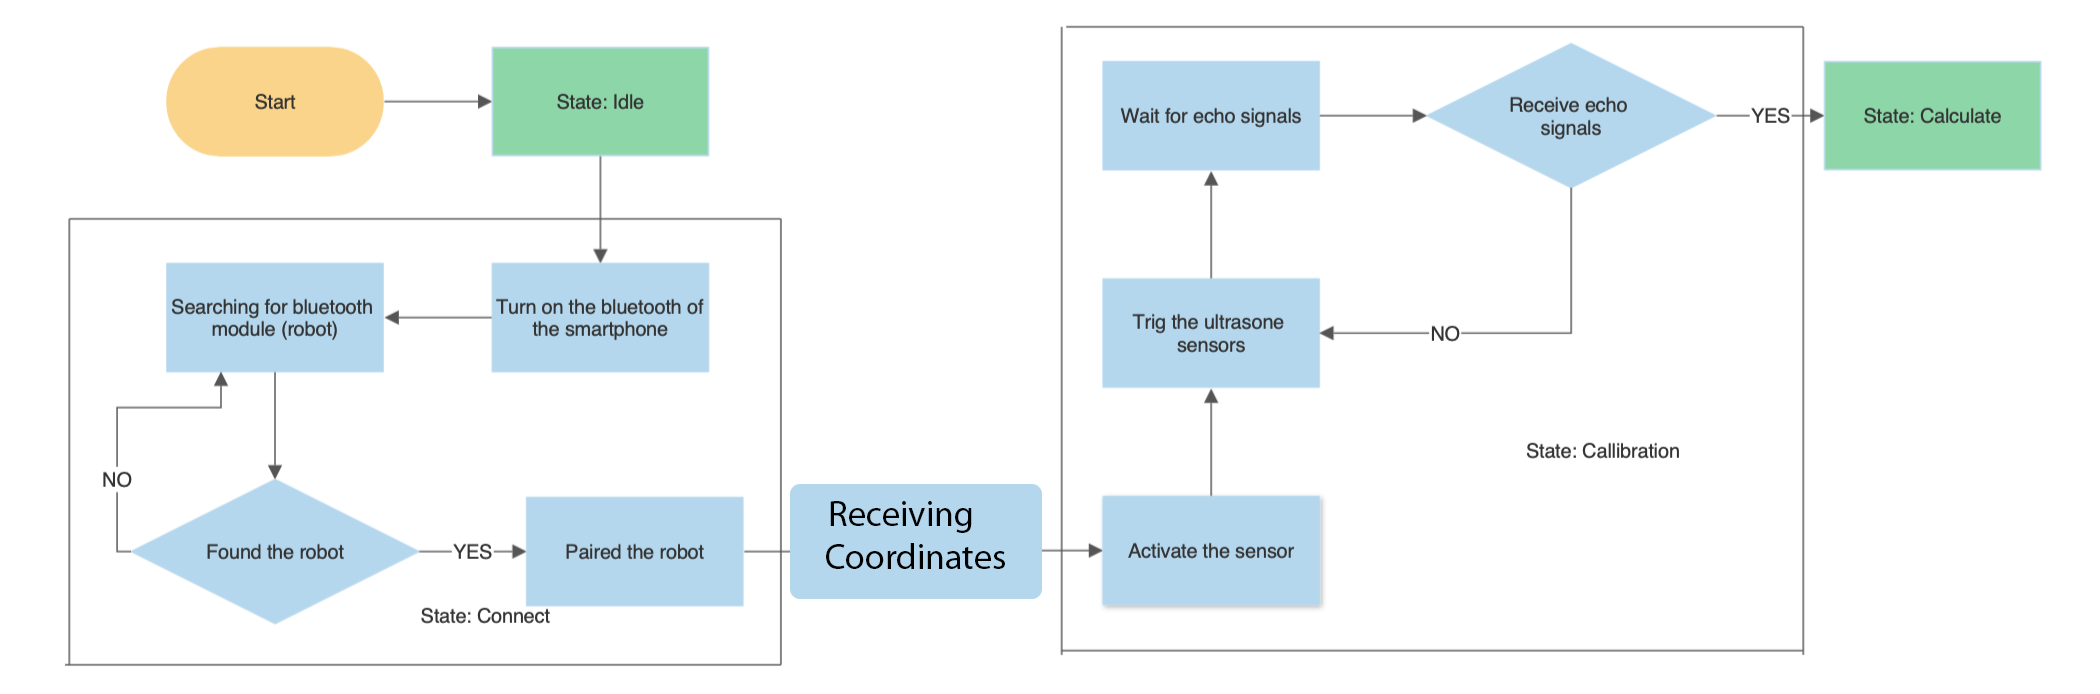 Start
State: Idle
Turn on the bluetooth of
the smartphone
Searching for bluetooth
module (robot)
NO
Found the robot
YES
Paired the robot
State: Connect
Receiving
Coordinates
Activate the sensor
Trig the ultrasone
sensors
Wait for echo signals
Receive echo
signals
NO
YES
State: Callibration
State: Calculate